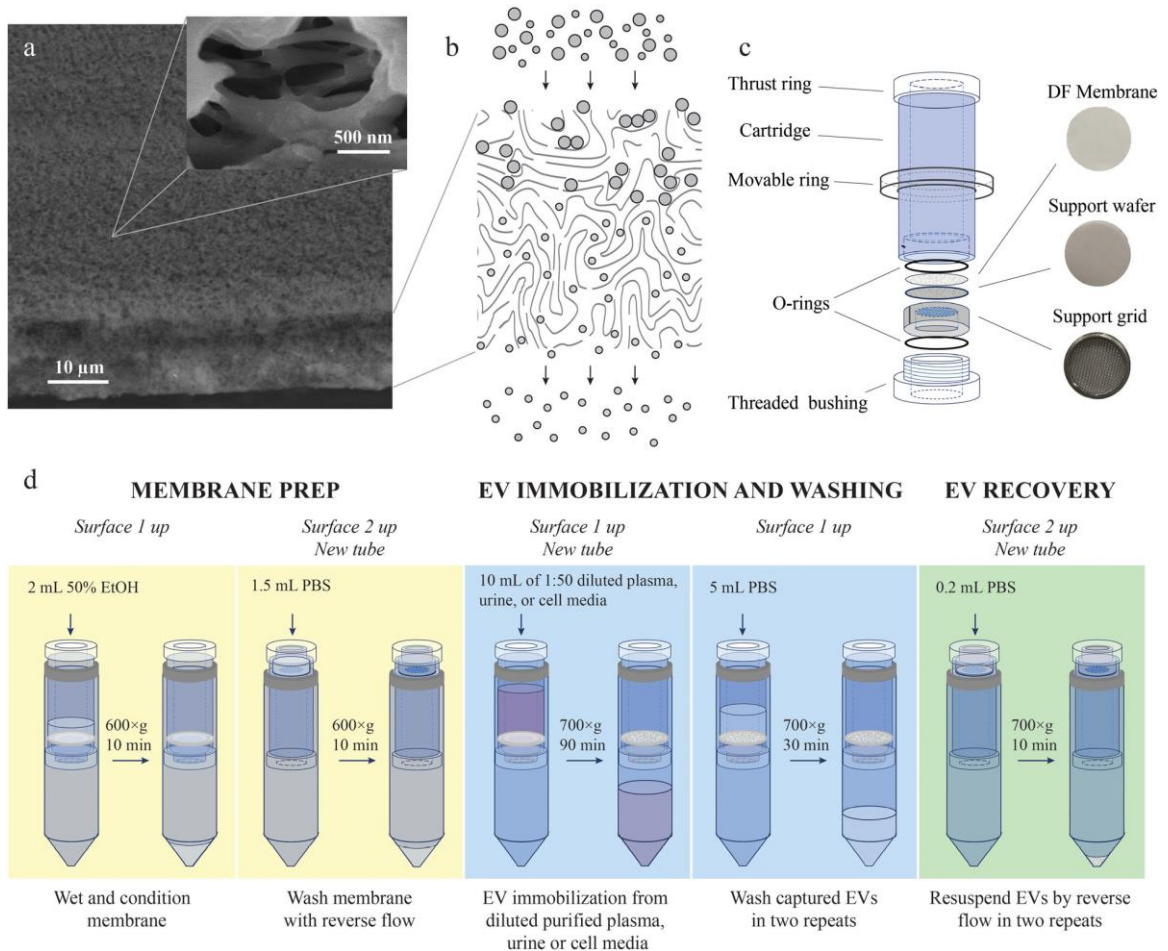 a
500 nm
10 µm
b
c
Thrust ring
Cartridge
Movable ring
O-rings
Threaded bushing
DF Membrane
Support wafer
Support grid
d
MEMBRANE PREP
EV IMMOBILIZATION AND WASHING
EV RECOVERY
Surface 1 up
Surface 2 up
New tube
Surface 1 up
New tube
Surface 1 up
Surface 2 up
New tube
2 mL 50% EtOH
600×g
10 min
Wet and condition
membrane
1.5 mL PBS
600×g
10 min
Wash membrane
with reverse flow
10 mL of 1:50 diluted plasma,
urine, or cell media
700×g
90 min
EV immobilization from
diluted purified plasma,
urine or cell media
5 mL PBS
700×g
30 min
Wash captured EVs
in two repeats
0.2 mL PBS
700×g
10 min
Resuspend EVs by reverse
flow in two repeats